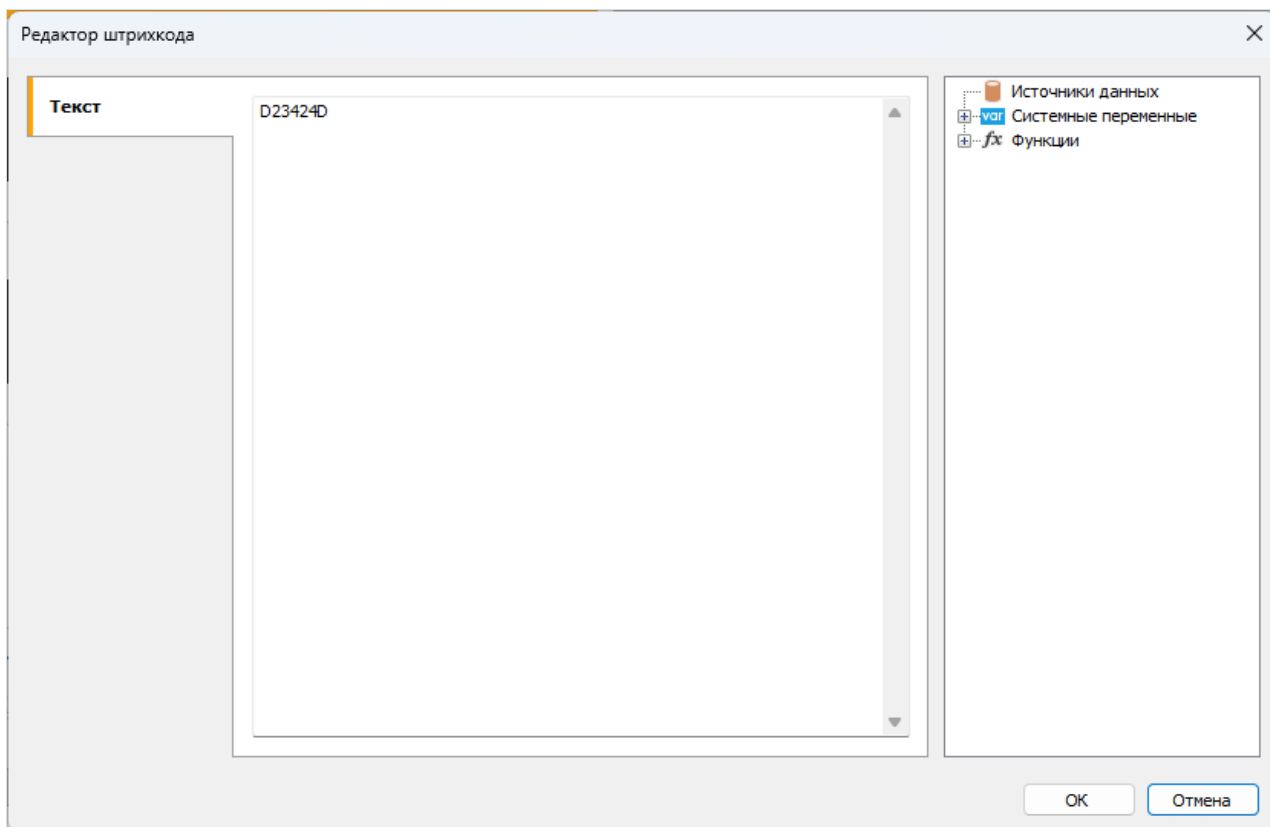 Редактор штрихкода
Текст
D23424D
Источники данных
var Системные переменные
fx Функции
OK
Отмена